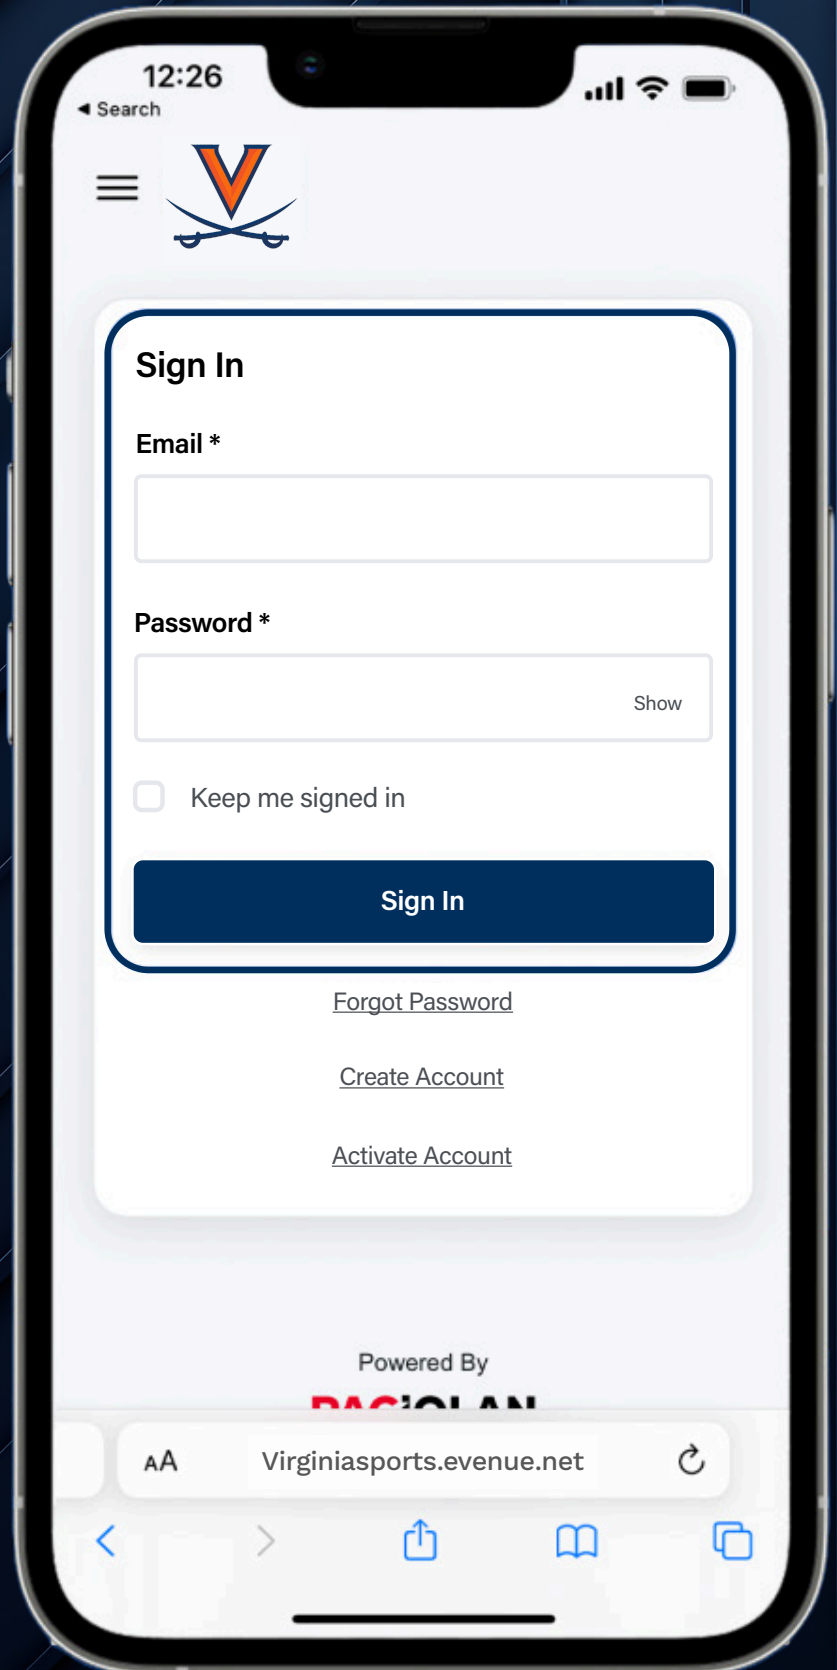 12:26
◀ Search
Sign In
Email *
Password *
Show
Keep me signed in
Sign In
Forgot Password
Create Account
Activate Account
Powered By
PACIOLAN
AA
Virginiasports.evenue.net